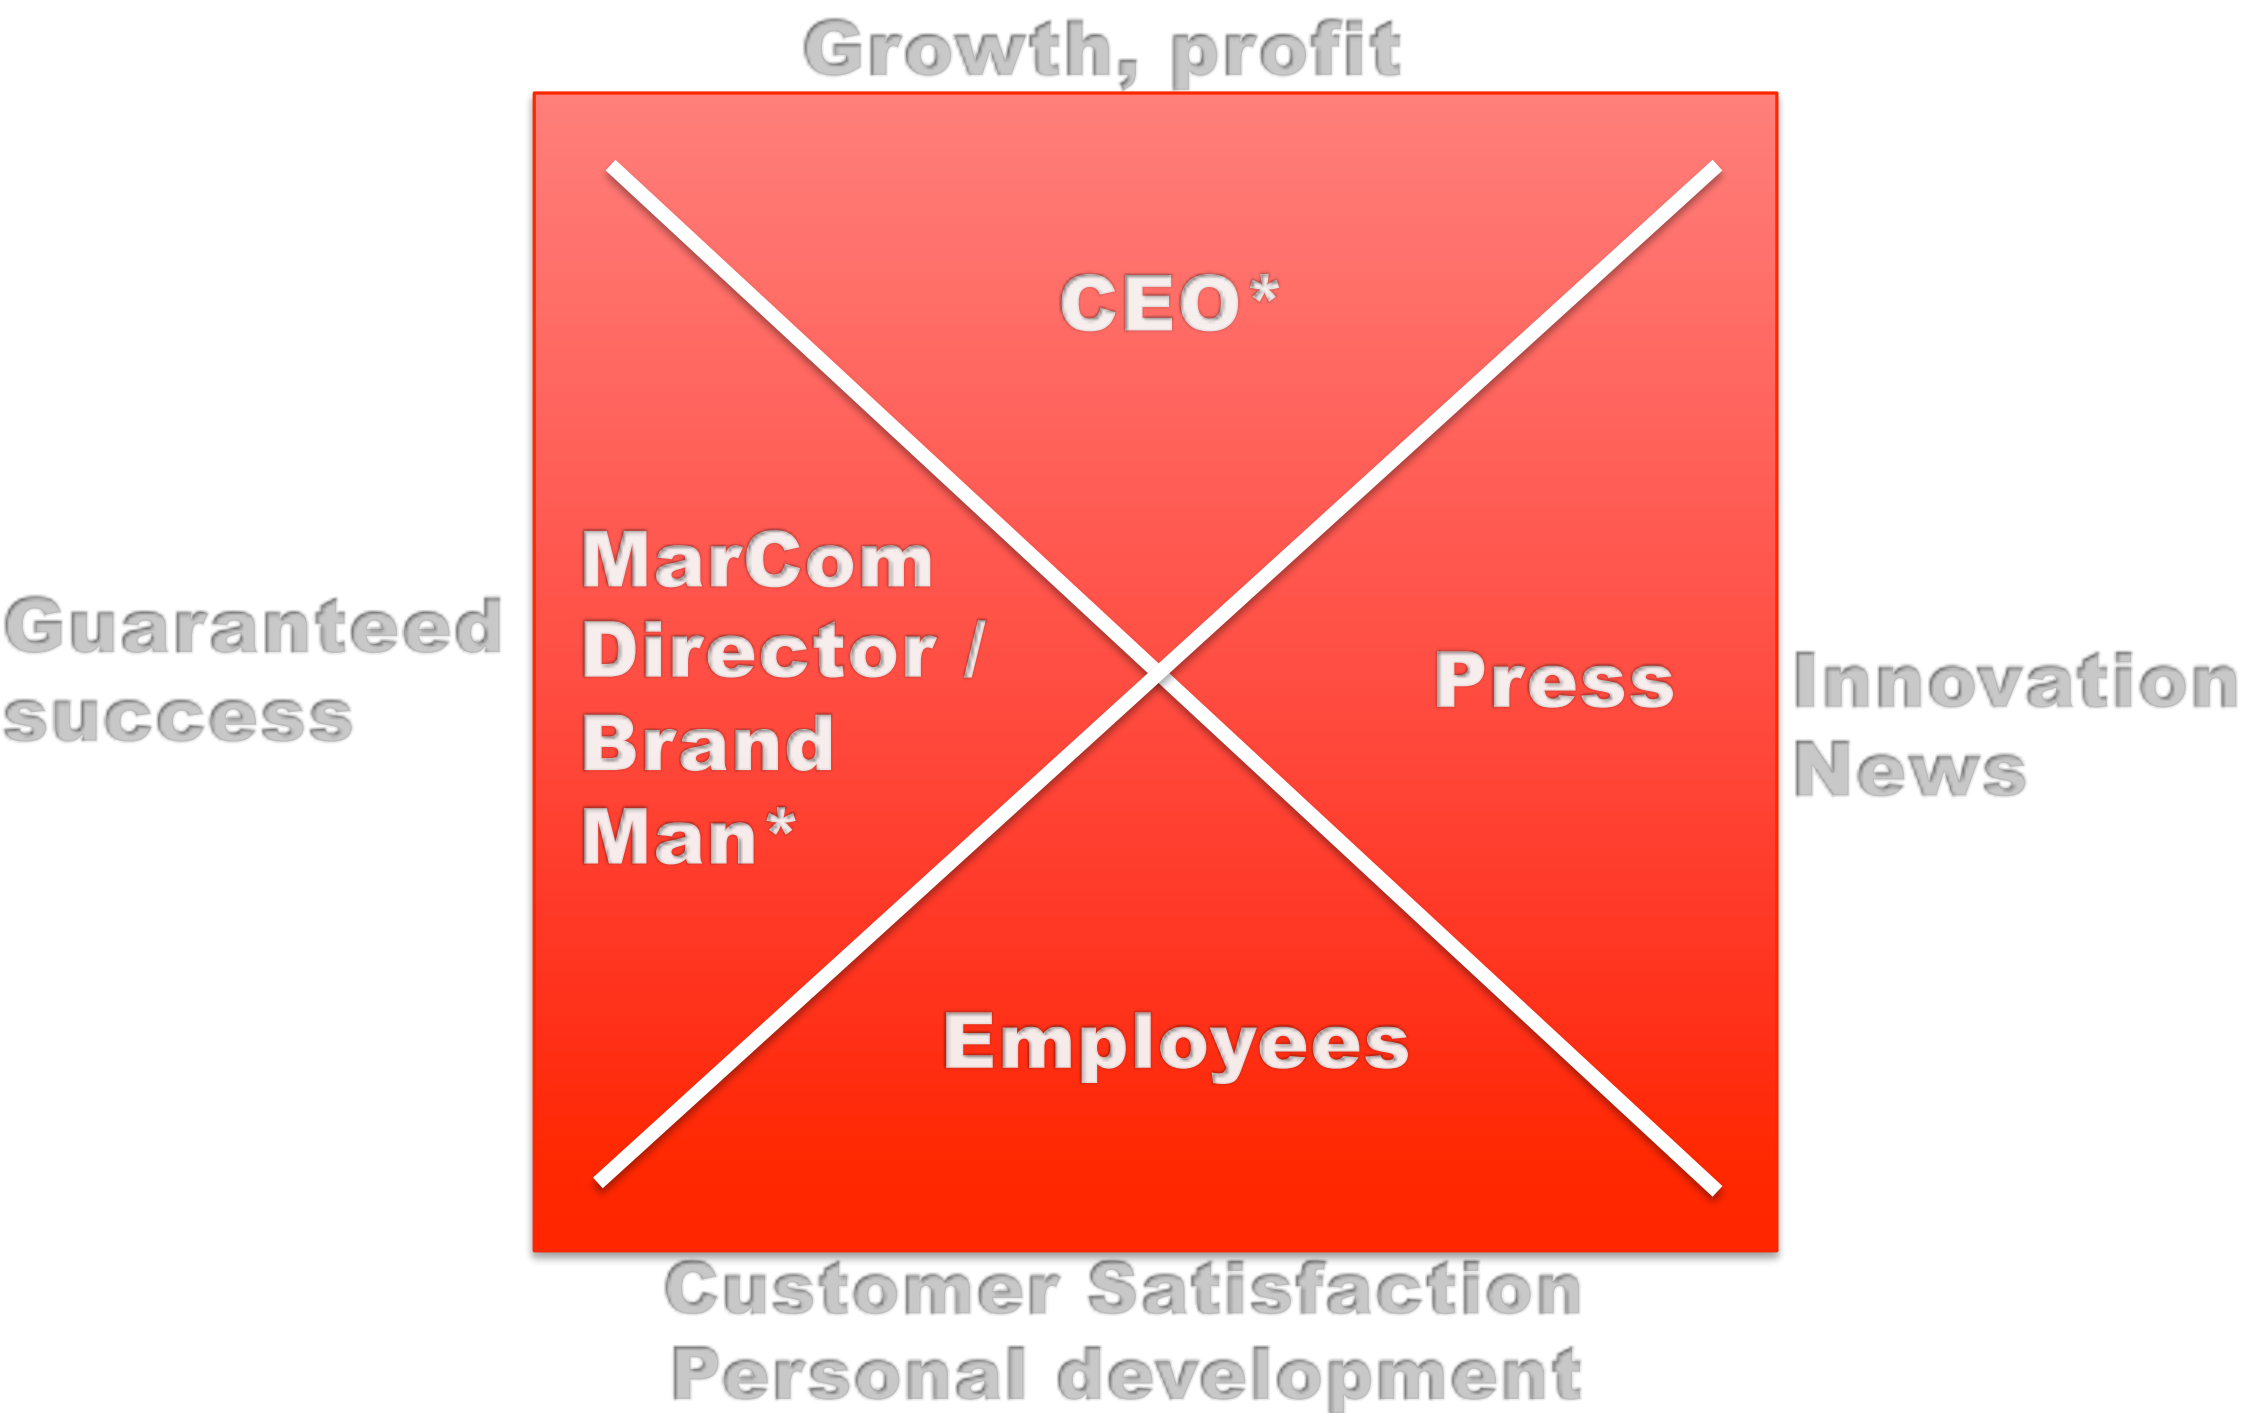 Growth, profit
CEO*
MarCom
Director /
Brand
Man*
Guaranteed
success
Press
Innovation
News
Employees
Customer Satisfaction
Personal development